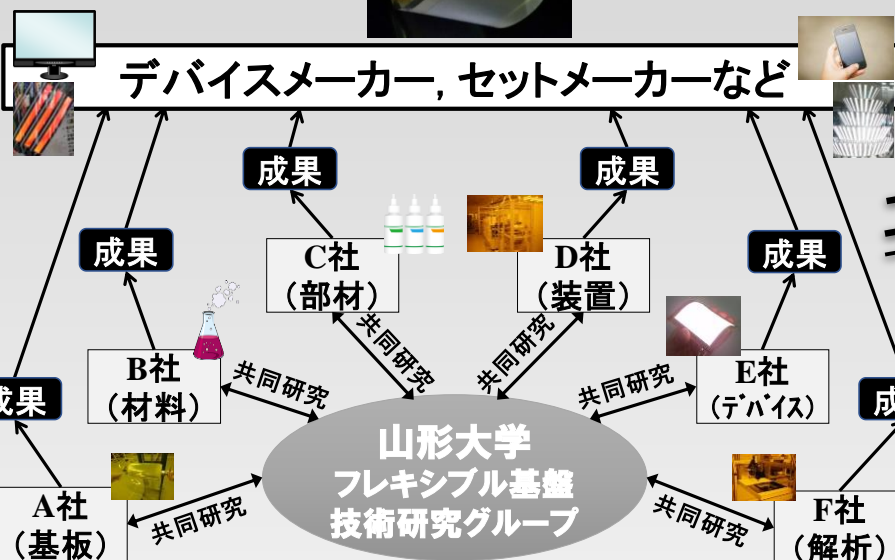 デバイスメーカー, セットメーカーなど
成果
成果
成果
成果
C社
（部材）
D社
（装置）
共同研究
共同研究
B社
（材料）
共同研究
共同研究
E社
（ﾃﾞﾊﾞｲｽ）
成果
成
山形大学
フレキシブル基盤
技術研究グループ
A社
（基板）
共同研究
共同研究
F社
（解析）